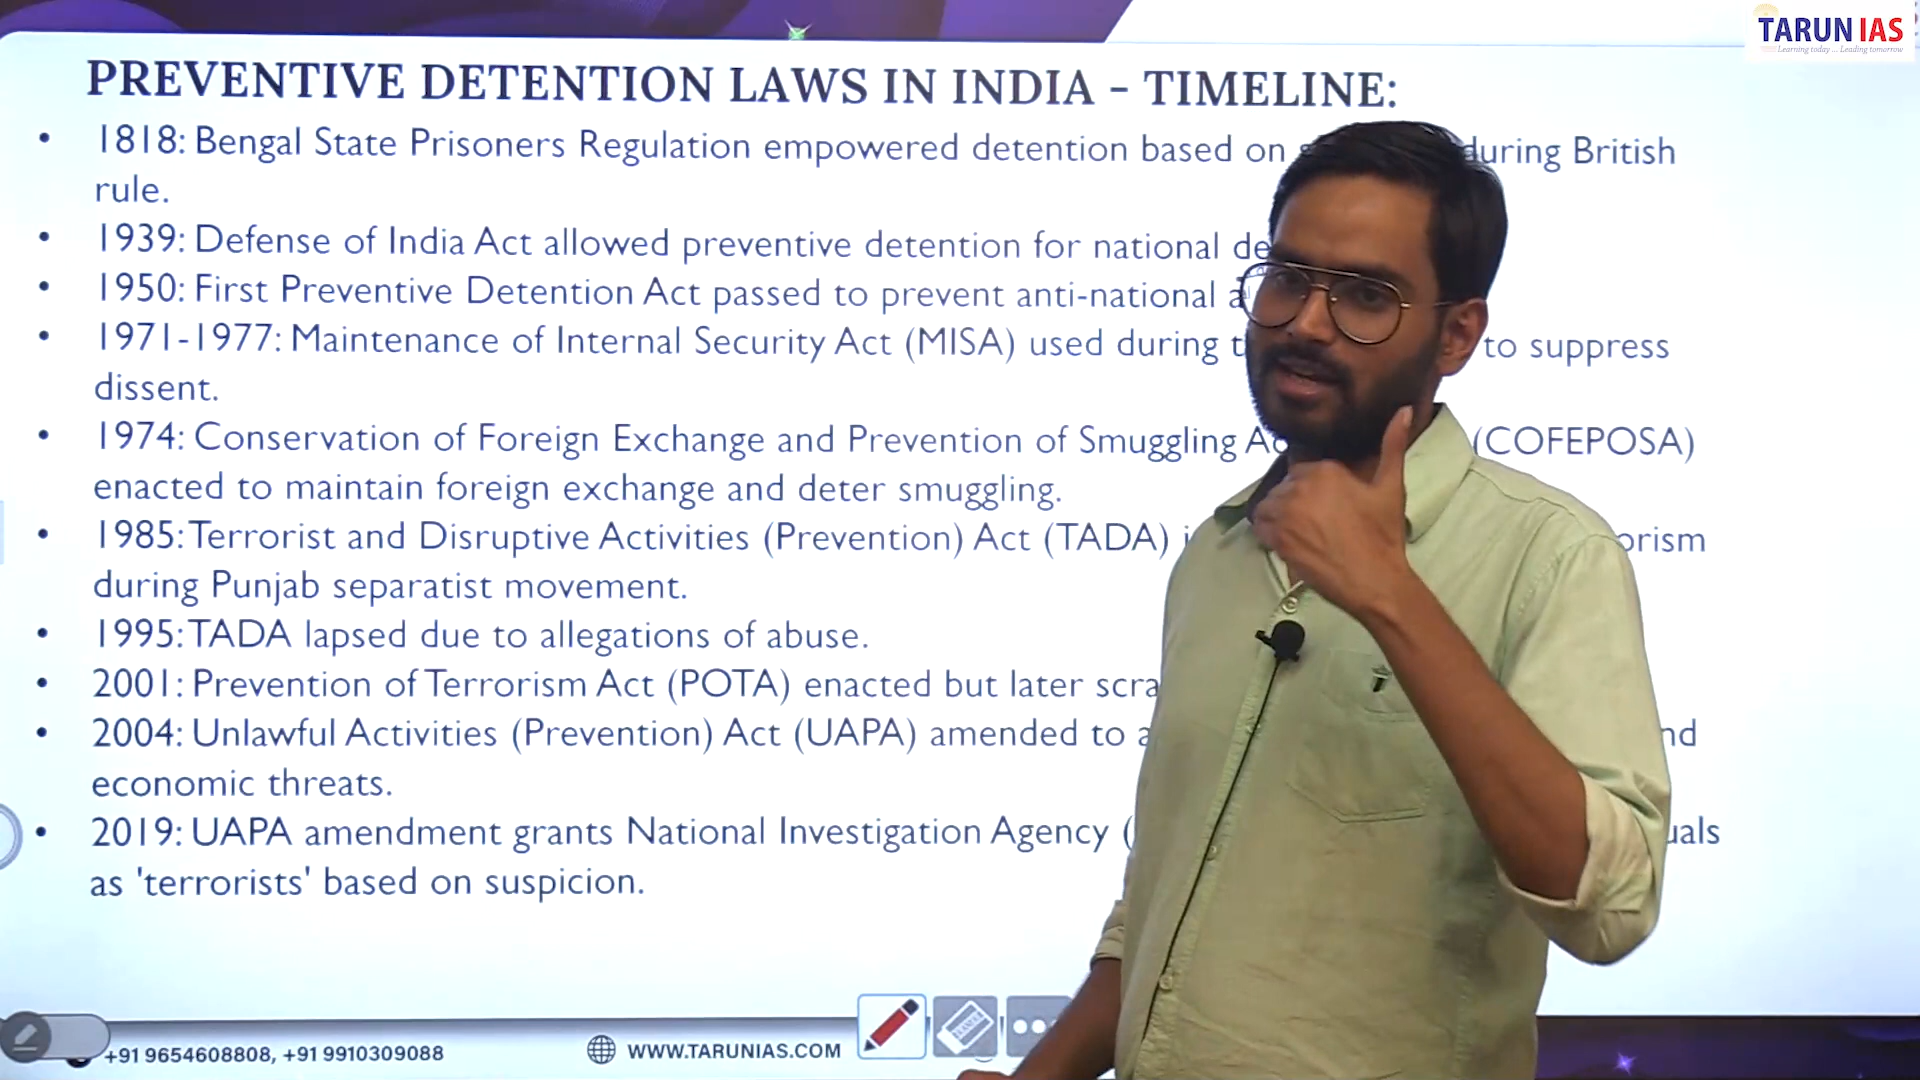 TARUN IAS
Learning today ... Leading tomorrow
PREVENTIVE DETENTION LAWS IN INDIA - TIMELINE:
• 1818: Bengal State Prisoners Regulation empowered detention based on during British
rule.
• 1939: Defense of India Act allowed preventive detention for national
• 1950: First Preventive Detention Act passed to prevent anti-national
• 1971-1977: Maintenance of Internal Security Act (MISA) used during to suppress
dissent.
• 1974: Conservation of Foreign Exchange and Prevention of Smuggling (COFEPOSA)
enacted to maintain foreign exchange and deter smuggling.
• 1985: Terrorist and Disruptive Activities (Prevention) Act (TADA)
during Punjab separatist movement.
• 1995: TADA lapsed due to allegations of abuse.
• 2001: Prevention of Terrorism Act (POTA) enacted but later
• 2004: Unlawful Activities (Prevention) Act (UAPA) amended to
economic threats.
• 2019: UAPA amendment grants National Investigation Agency (
as 'terrorists' based on suspicion.
+91 9654608808, +91 9910309088
WWW.TARUNIAS.COM